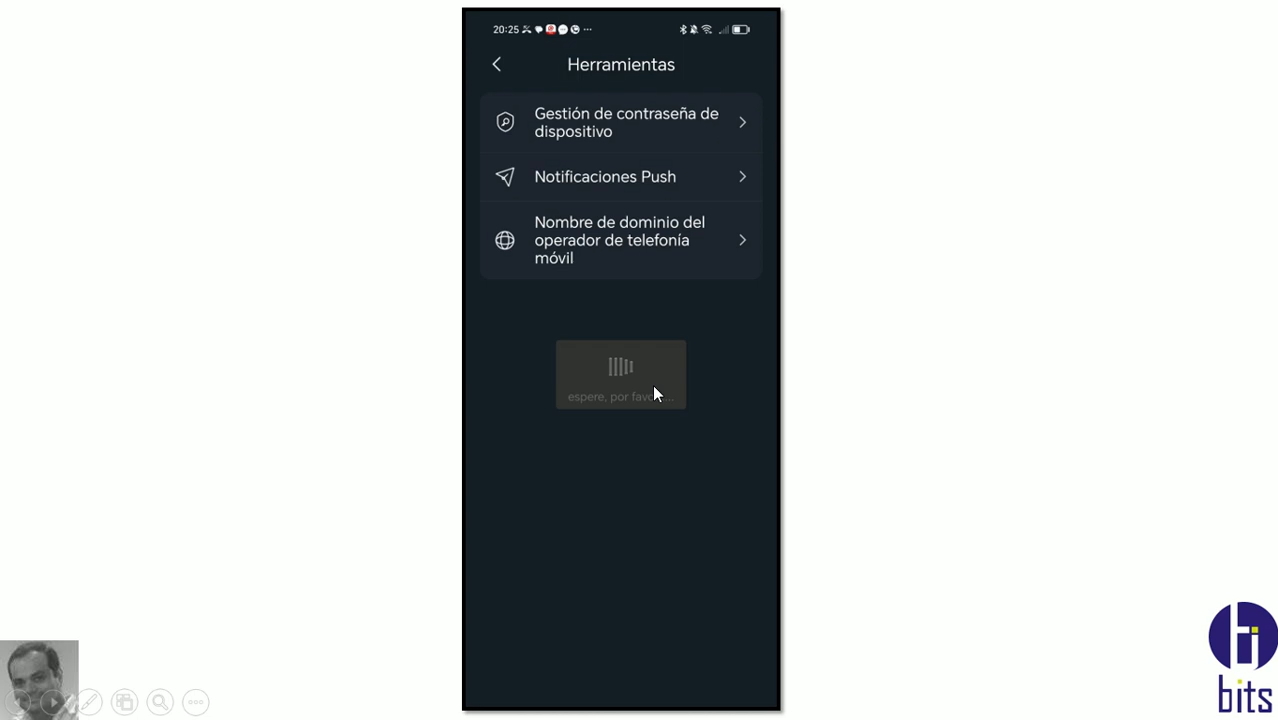 20:25
Herramientas
Gestión de contraseña de
dispositivo
Notificaciones Push
Nombre de dominio del
operador de telefonía
móvil
espere, por
bits